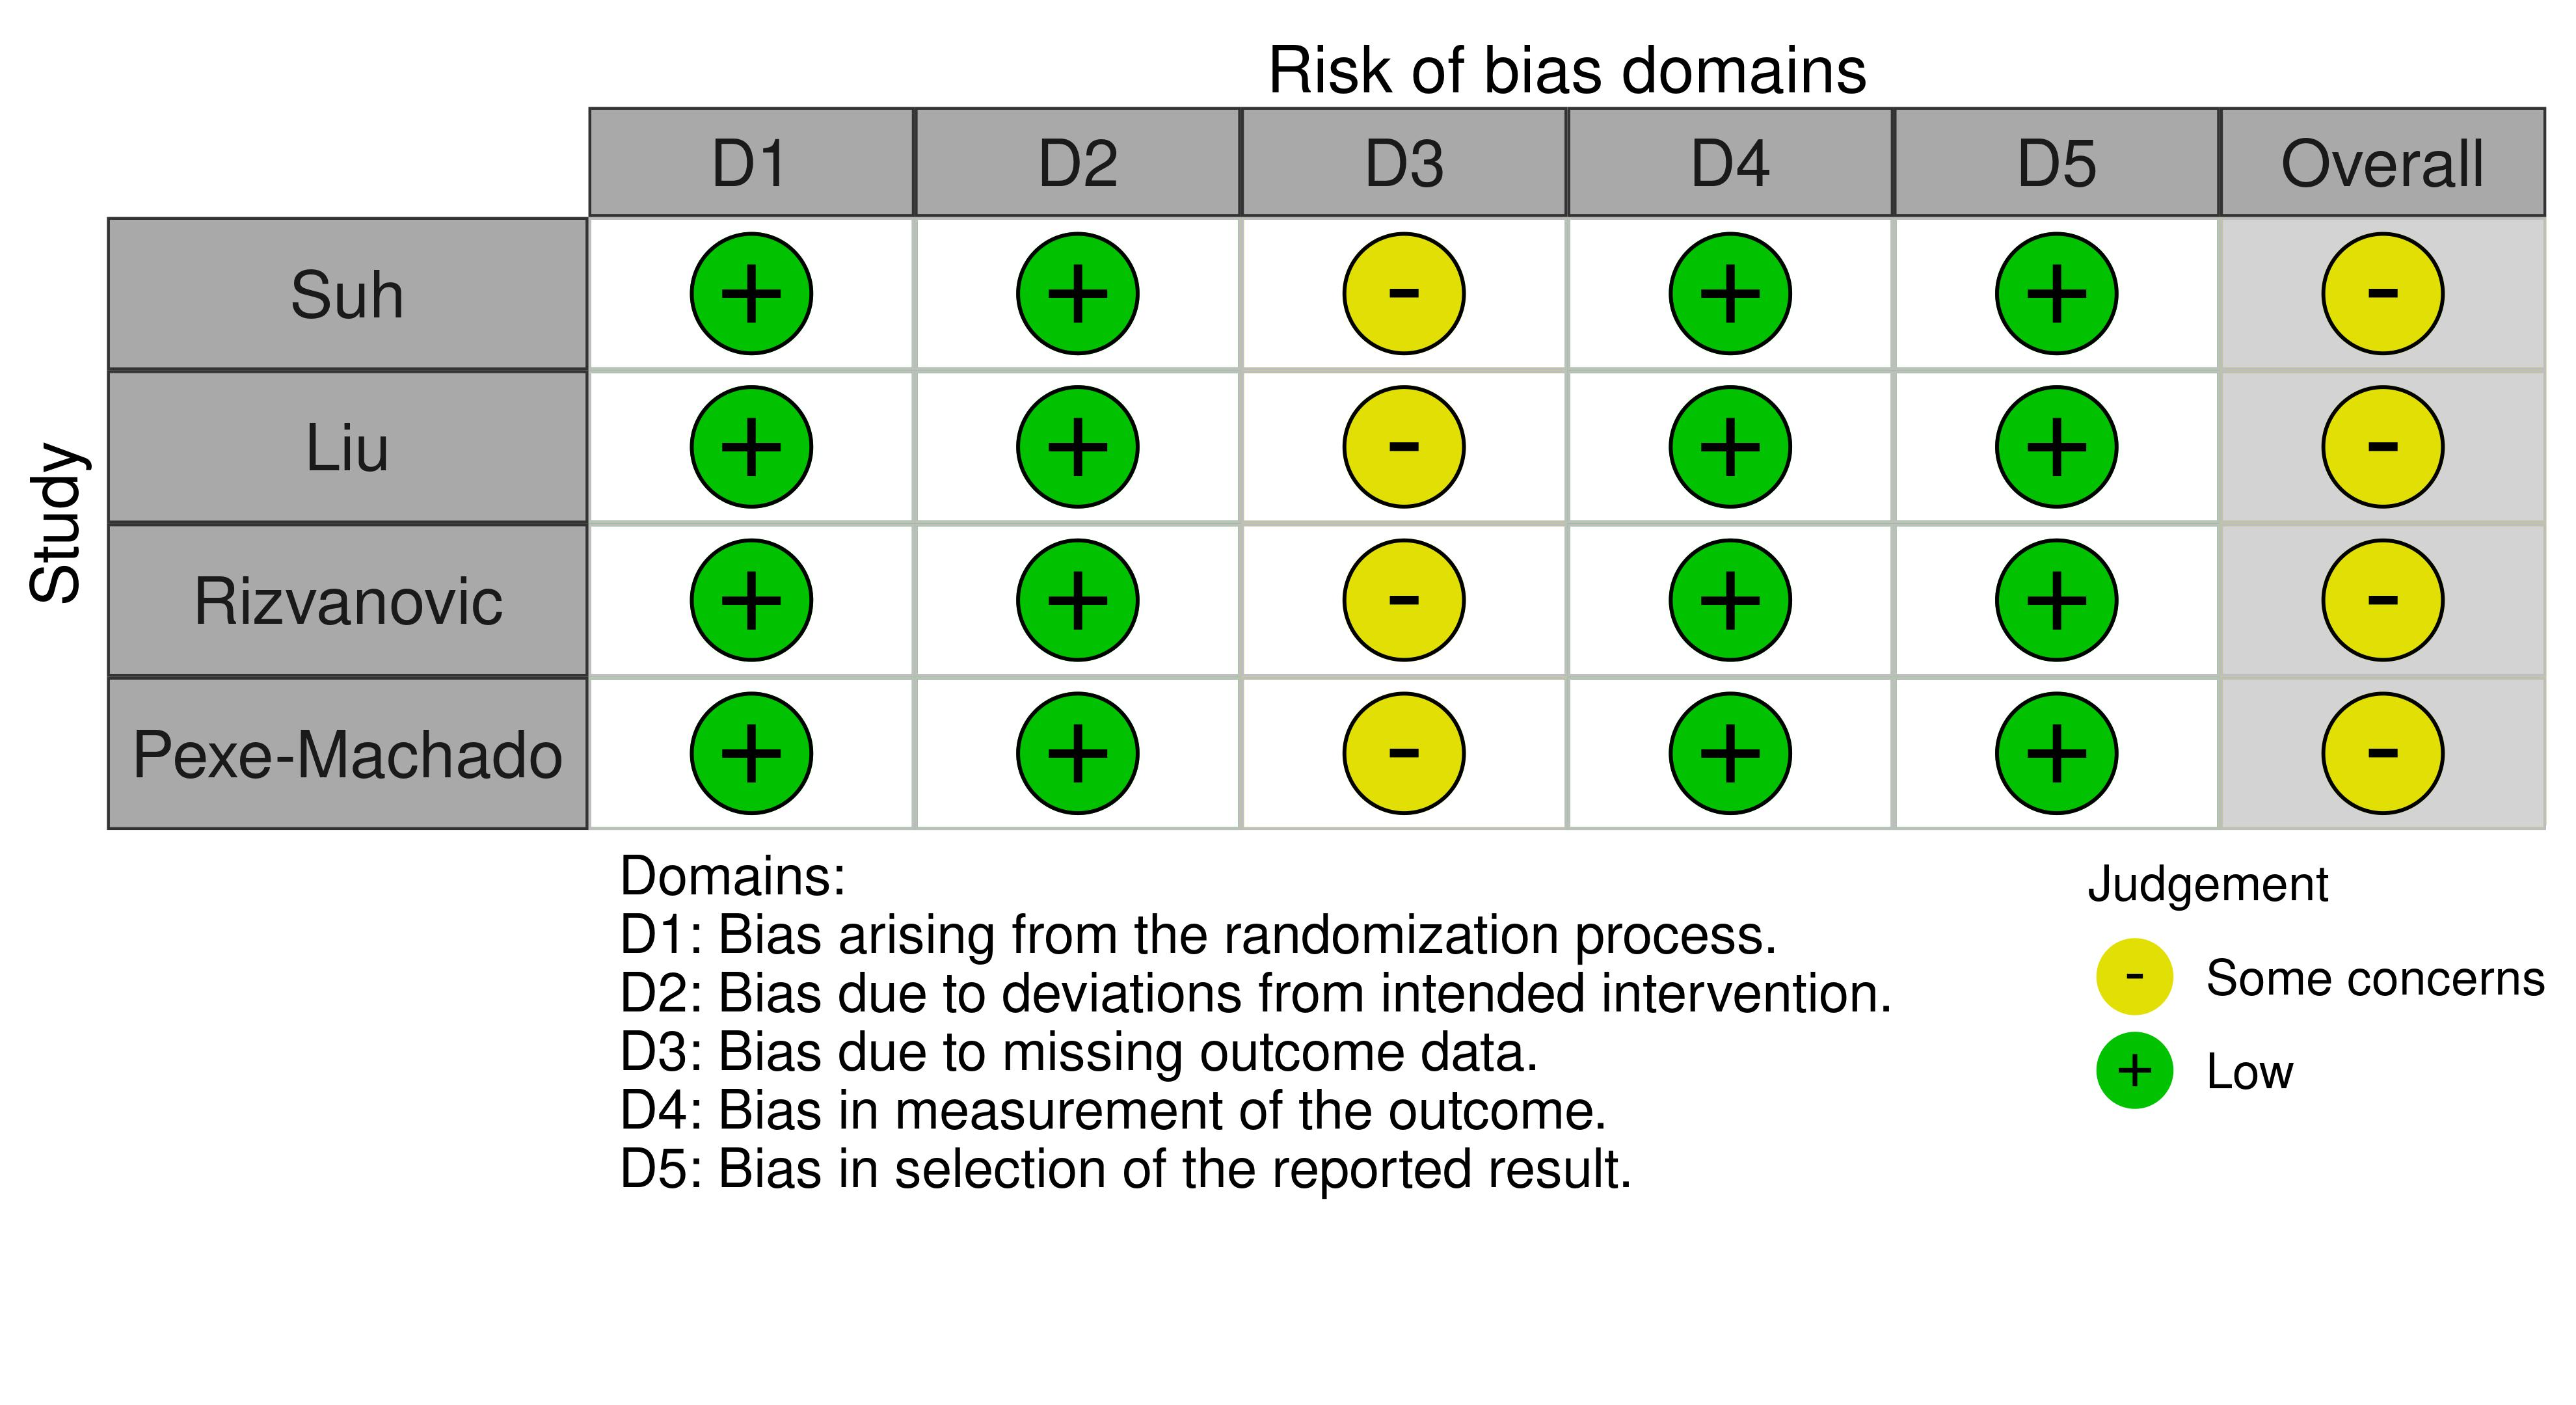 Risk of bias domains
D1 D2 D3 D4 D5 Overall
Study
Suh + + - + + -
Liu + + - + + -
Rizvanovic + + - + + -
Pexe-Machado + + - + + -
Domains:
D1: Bias arising from the randomization process.
D2: Bias due to deviations from intended intervention.
D3: Bias due to missing outcome data.
D4: Bias in measurement of the outcome.
D5: Bias in selection of the reported result.
Judgement
- Some concerns
+ Low